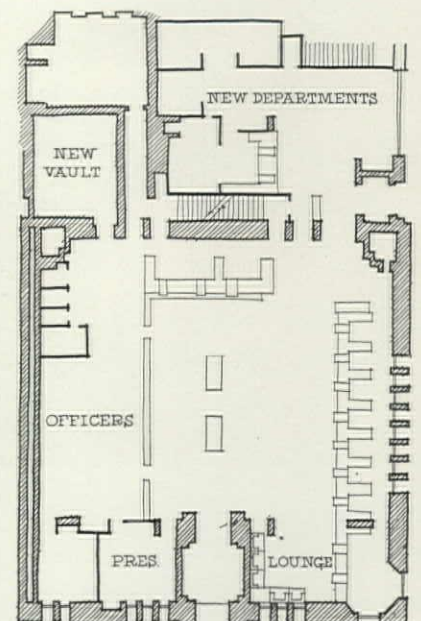 NEW DEPARTMENTS
NEW
VAULT
OFFICERS
PRES.
LOUNGE